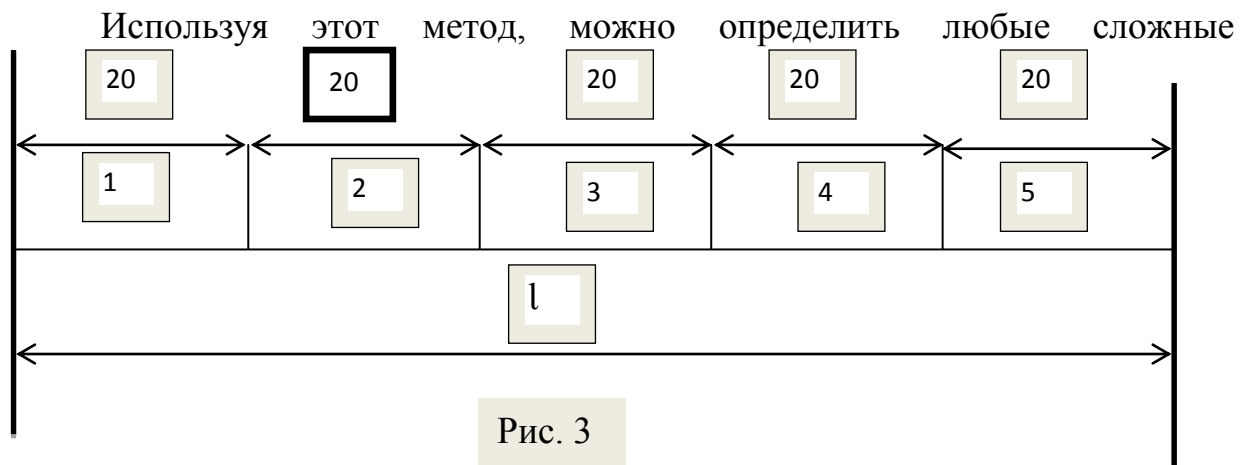 Используя этот метод, можно определить любые сложные
20 20 20 20 20
1 2 3 4 5
l
Рис. 3